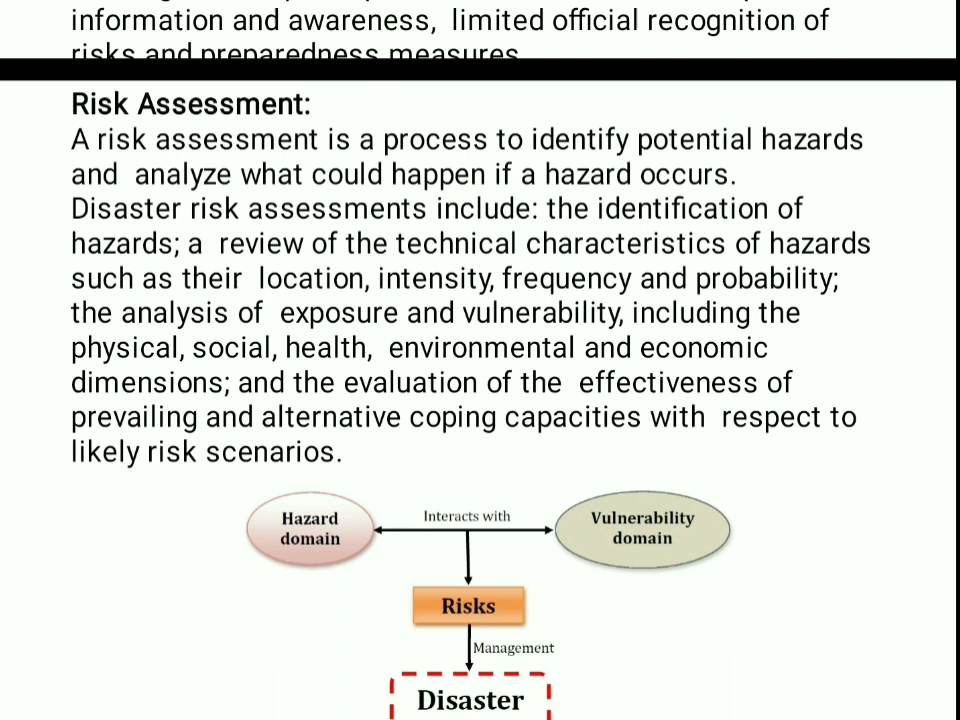 information and awareness, limited official recognition of
risks and preparedness measures
Risk Assessment:
A risk assessment is a process to identify potential hazards
and analyze what could happen if a hazard occurs.
Disaster risk assessments include: the identification of
hazards; a review of the technical characteristics of hazards
such as their location, intensity, frequency and probability;
the analysis of exposure and vulnerability, including the
physical, social, health, environmental and economic
dimensions; and the evaluation of the effectiveness of
prevailing and alternative coping capacities with respect to
likely risk scenarios.
Hazard
domain
Interacts with
Vulnerability
domain
Risks
Management
Disaster